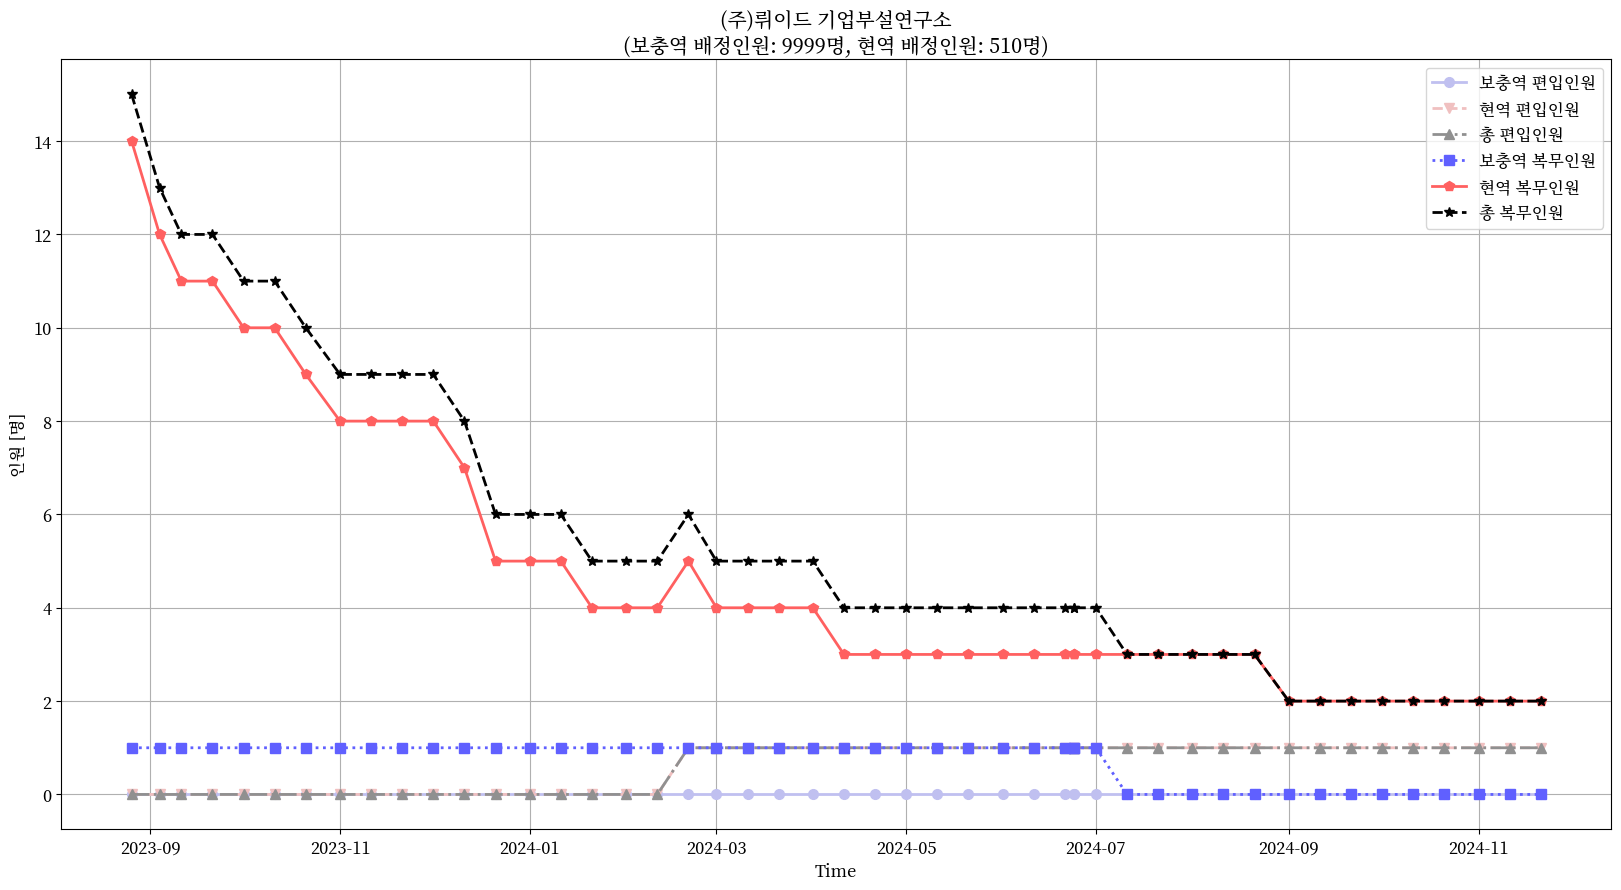 (주)뤼이드 기업부설연구소
(보충역 배정인원: 9999명, 현역 배정인원: 510명)
보충역 편입인원
현역 편입인원
총 편입인원
보충역 복무인원
현역 복무인원
총 복무인원
인원 [명]
14
12
10
8
6
4
2
0
2023-09
2023-11
2024-01
2024-03
2024-05
2024-07
2024-09
2024-11
Time